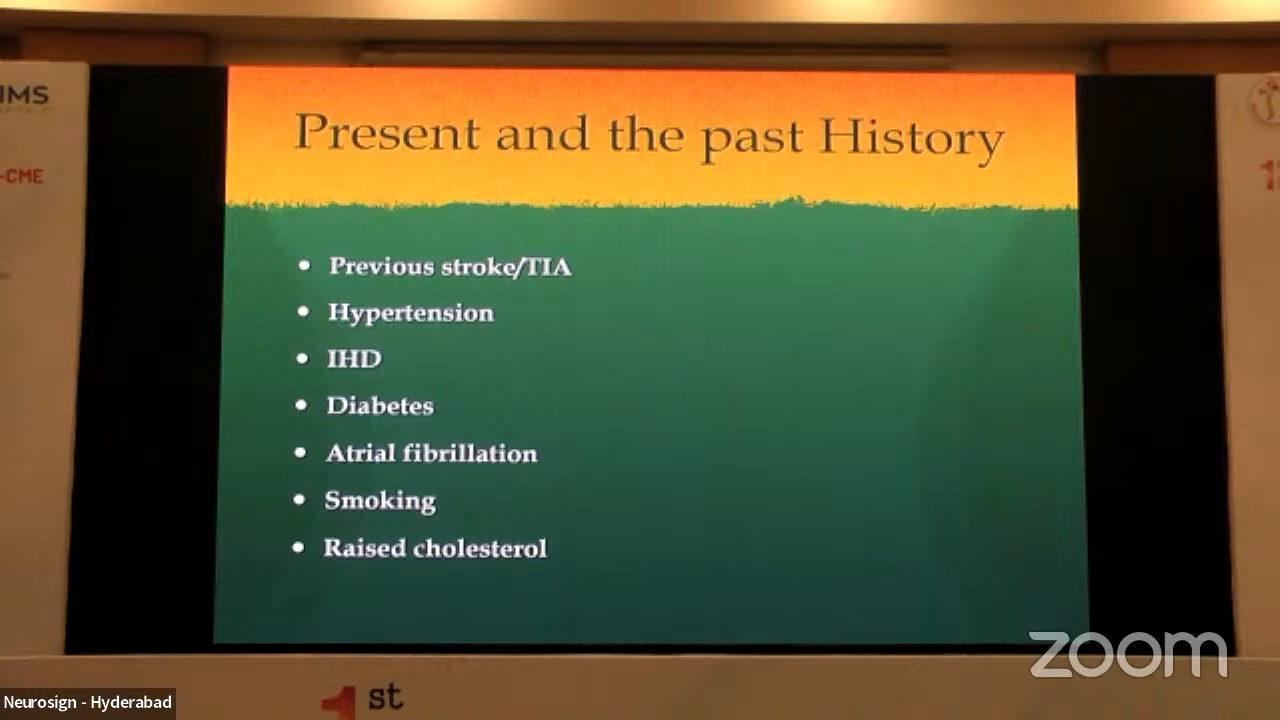 IMS
-CME
Present and the past History
• Previous stroke/TIA
• Hypertension
• IHD
• Diabetes
• Atrial fibrillation
• Smoking
• Raised cholesterol
zoom
Neurosign - Hyderabad
1st